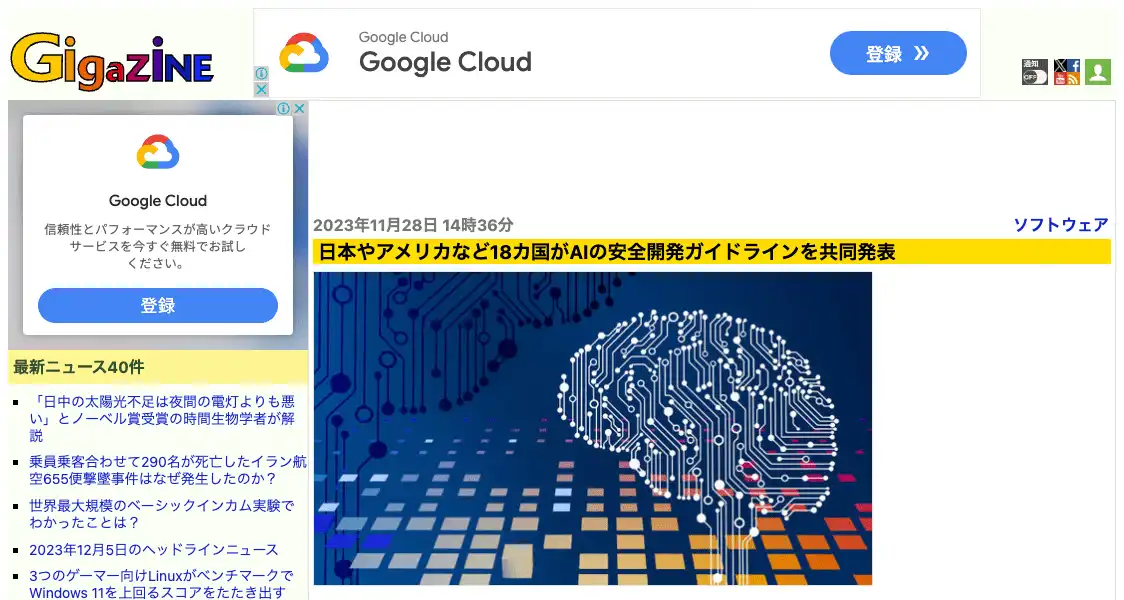 GIGAZINE
Google Cloud
Google Cloud
登録
通知
OFF
Google Cloud
信頼性とパフォーマンスが高いクラウド
サービスを今すぐ無料でお試し
ください。
登録
最新ニュース40件
「日中の太陽光不足は夜間の電灯よりも悪
い」とノーベル賞受賞の時間生物学者が解
説
乗員乗客合わせて290名が死亡したイラン航
空655便撃墜事件はなぜ発生したのか？
世界最大規模のベーシックインカム実験で
わかったことは？
2023年12月5日のヘッドラインニュース
3つのゲーマー向けLinuxがベンチマークで
Windows 11を上回るスコアをたたき出す
2023年11月28日 14時36分
ソフトウェア
日本やアメリカなど18カ国がAIの安全開発ガイドラインを共同発表